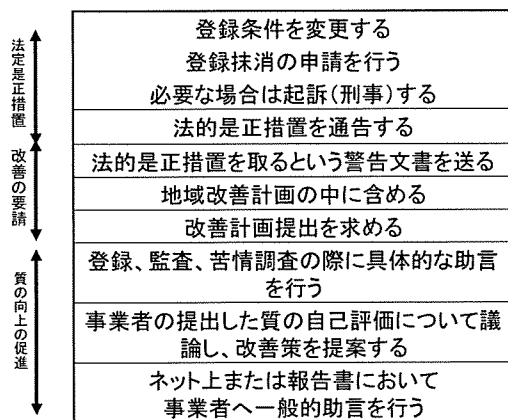 法定是正措置
登録条件を変更する
登録抹消の申請を行う
必要な場合は起訴(刑事)する
法的是正措置を通告する
改善の要請
法的是正措置を取るという警告文書を送る
地域改善計画の中に含める
改善計画提出を求める
質の向上の促進
登録、監査、苦情調査の際に具体的な助言
を行う
事業者の提出した質の自己評価について議
論し、改善策を提案する
ネット上または報告書において
事業者へ一般的助言を行う